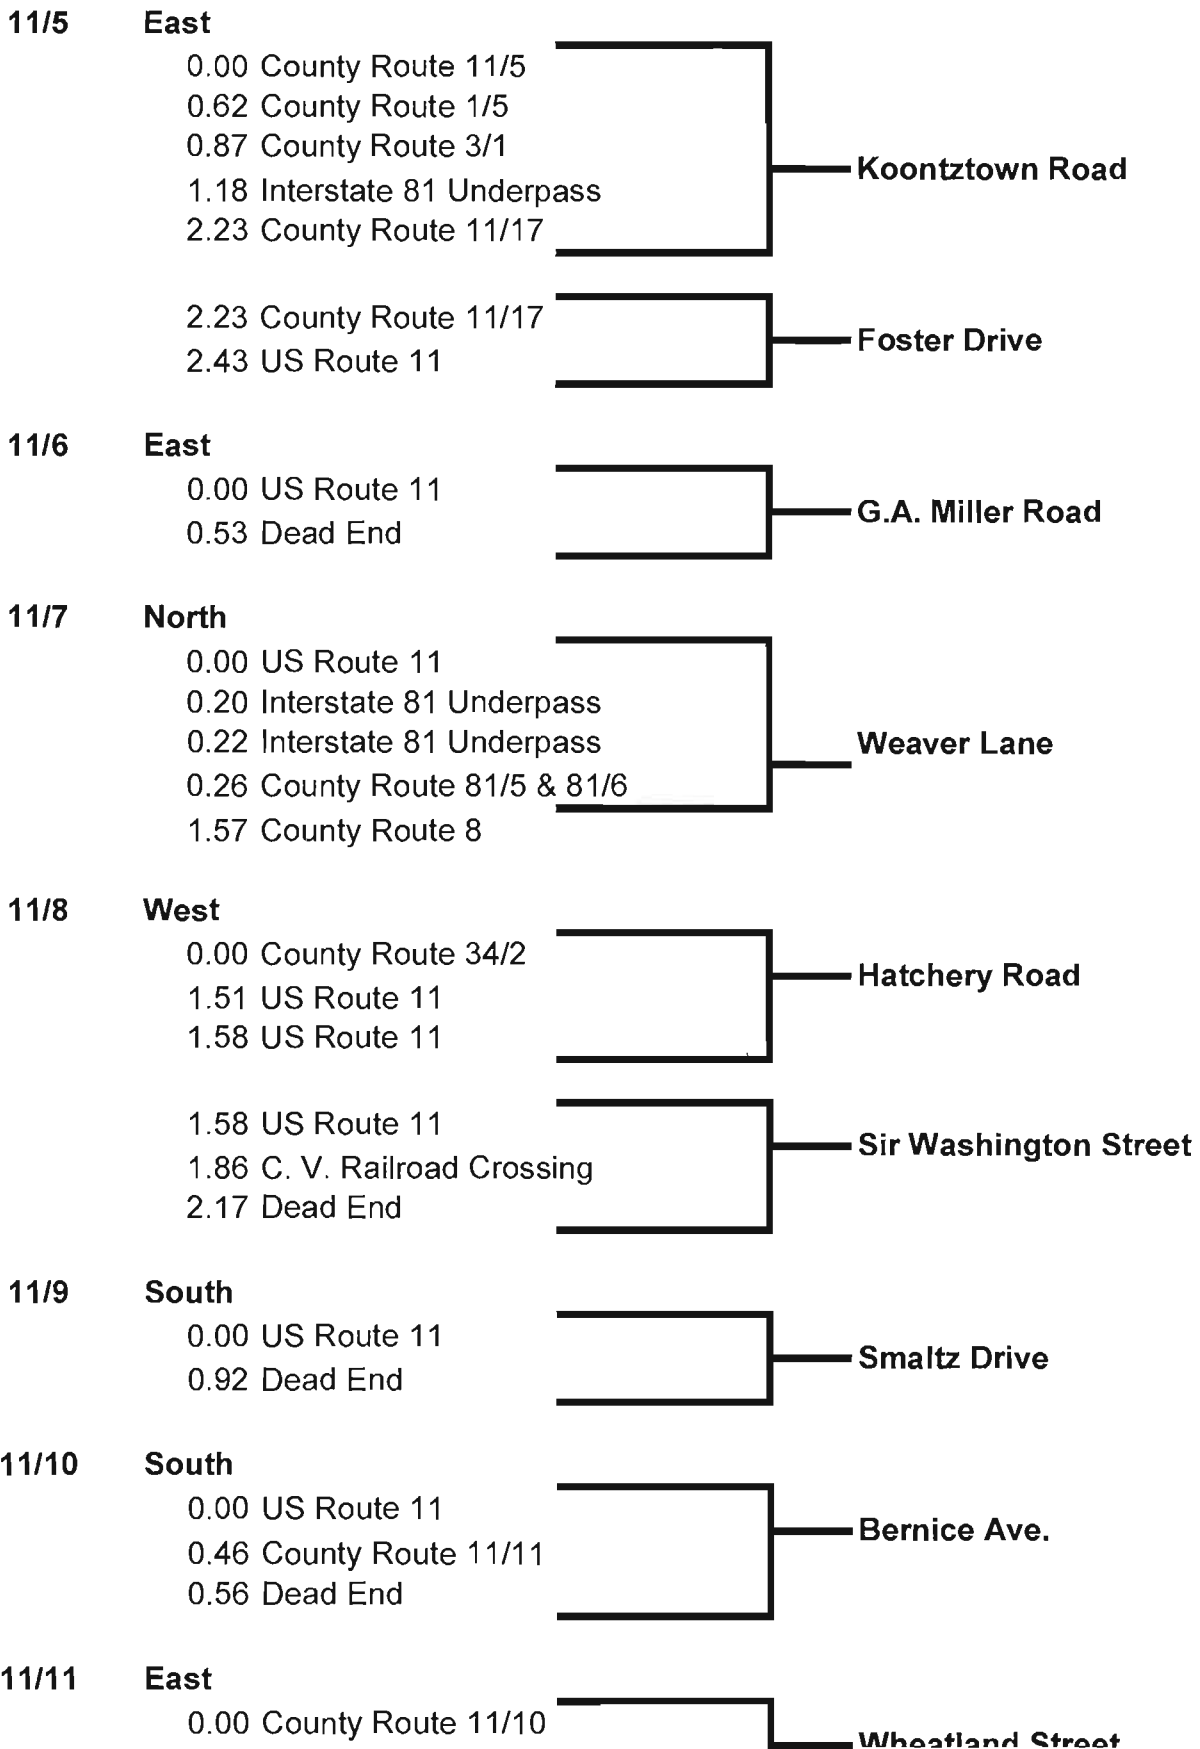 11/5 East
0.00 County Route 11/5
0.62 County Route 1/5
0.87 County Route 3/1
Koontztown Road
1.18 Interstate 81 Underpass
2.23 County Route 11/17
2.23 County Route 11/17
Foster Drive
2.43 US Route 11
11/6 East
0.00 US Route 11
G.A. Miller Road
0.53 Dead End
11/7 North
0.00 US Route 11
0.20 Interstate 81 Underpass
0.22 Interstate 81 Underpass
Weaver Lane
0.26 County Route 81/5 & 81/6
1.57 County Route 8
11/8 West
0.00 County Route 34/2
Hatchery Road
1.51 US Route 11
1.58 US Route 11
1.58 US Route 11
Sir Washington Street
1.86 C. V. Railroad Crossing
2.17 Dead End
11/9 South
0.00 US Route 11
Smaltz Drive
0.92 Dead End
11/10 South
0.00 US Route 11
Bernice Ave.
0.46 County Route 11/11
0.56 Dead End
11/11 East
0.00 County Route 11/10
Wheatland Street